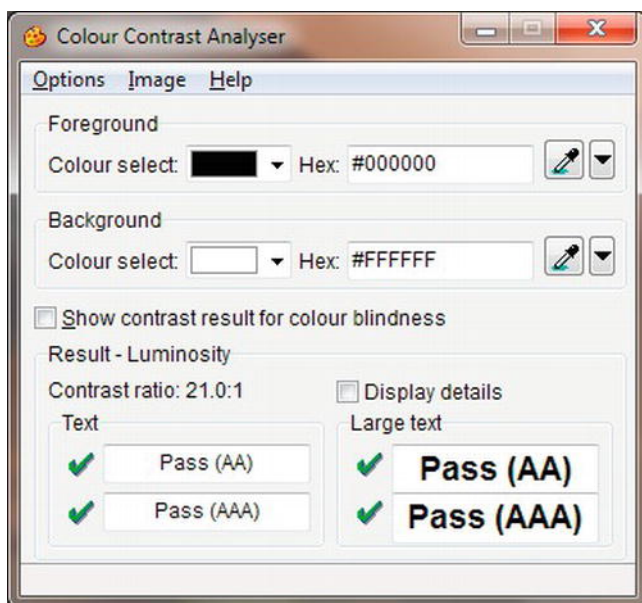 Colour Contrast Analyser
Options Image Help
Foreground
Colour select: Hex: #000000
Background
Colour select: Hex: #FFFFFF
Show contrast result for colour blindness
Result - Luminosity
Contrast ratio: 21.0:1 Display details
Text Large text
Pass (AA) Pass (AA)
Pass (AAA) Pass (AAA)